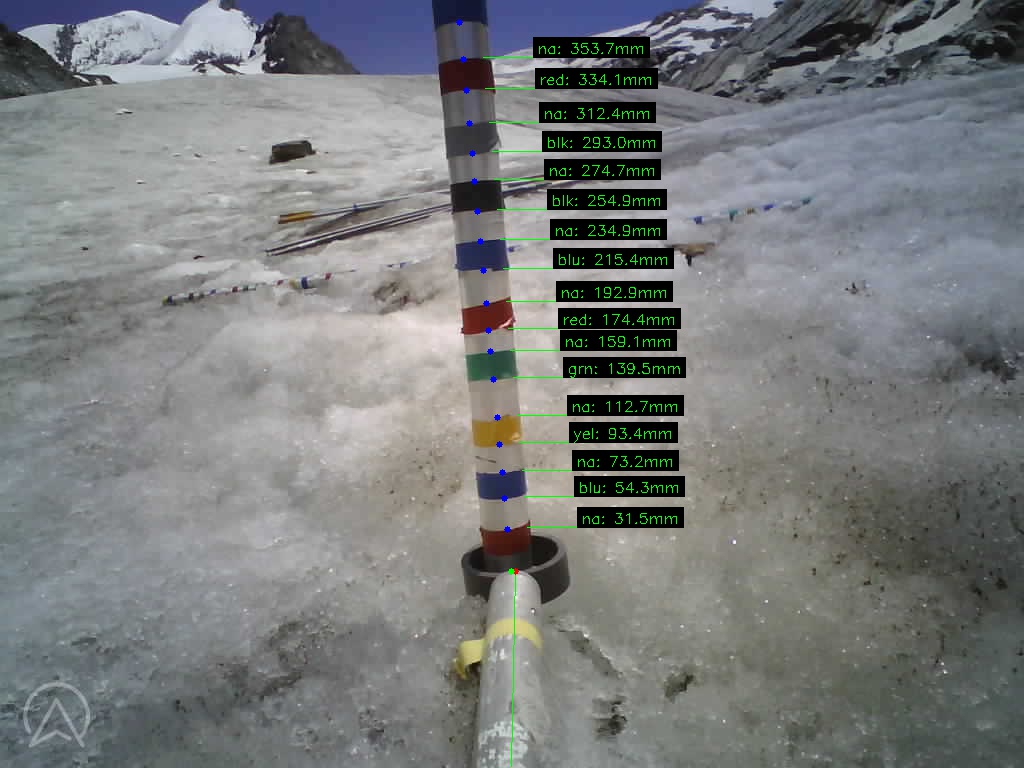 na: 353.7mm
red: 334.1mm
na: 312.4mm
blk: 293.0mm
na: 274.7mm
blk: 254.9mm
na: 234.9mm
blu: 215.4mm
na: 192.9mm
red: 174.4mm
na: 159.1mm
grn: 139.5mm
na: 112.7mm
yel: 93.4mm
na: 73.2mm
blu: 54.3mm
na: 31.5mm